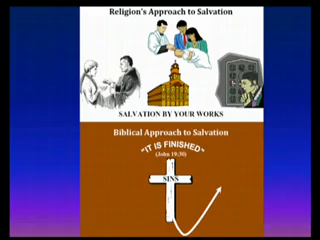 Religion's Approach to Salvation
SALVATION BY YOUR WORKS
Biblical Approach to Salvation
"IT IS FINISHED"
(John 19:30)
SINS